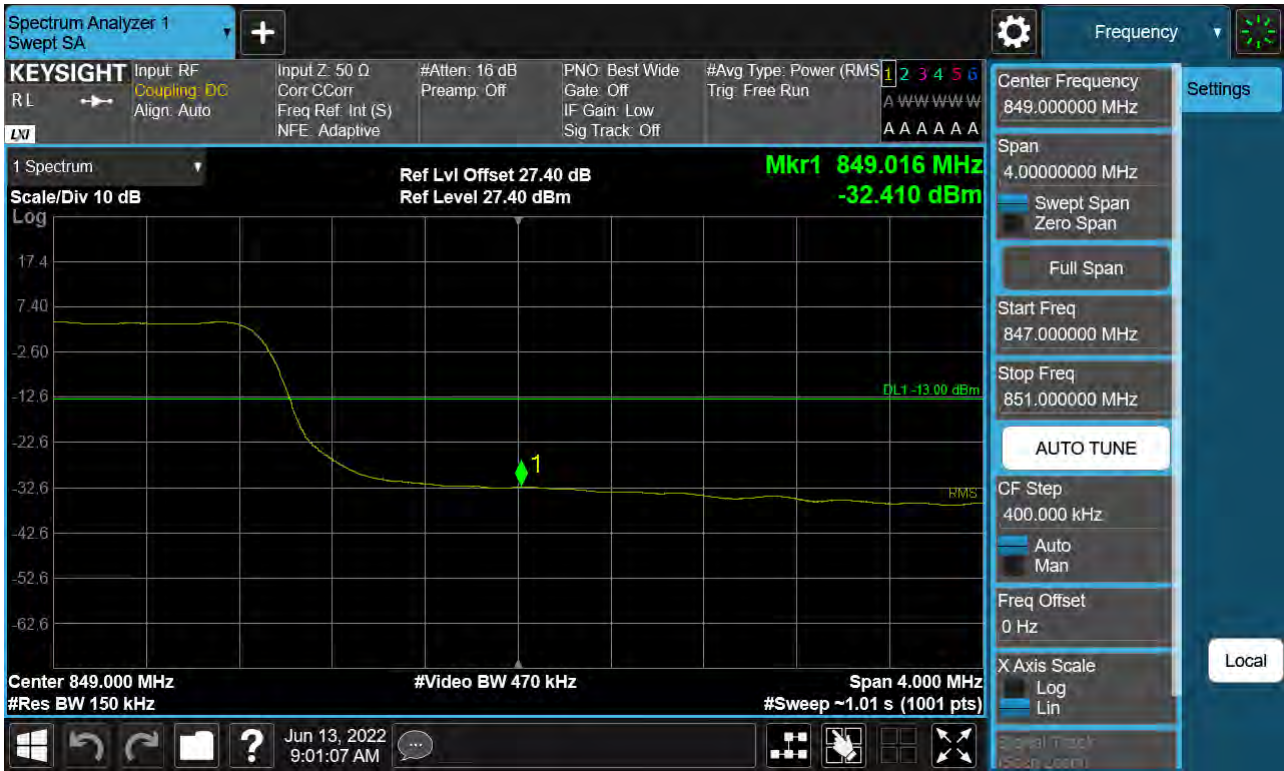 Spectrum Analyzer 1
Swept SA
Frequency
KEYSIGHT
RL
LXI
Input: RF
Coupling: DC
Align: Auto
Input Z: 50 Ω
Corr CCorr
Freq Ref: Int (S)
NFE: Adaptive
#Atten: 16 dB
Preamp: Off
PNO: Best Wide
Gate: Off
IF Gain: Low
Sig Track: Off
#Avg Type: Power (RMS
Trig: Free Run
1 2 3 4 5 6
A W W W W W
A A A A A A
Center Frequency
849.000000 MHz
Settings
Span
4.00000000 MHz
Swept Span
Zero Span
Full Span
Start Freq
847.000000 MHz
Stop Freq
851.000000 MHz
AUTO TUNE
CF Step
400.000 kHz
Auto
Man
Freq Offset
0 Hz
X Axis Scale
Log
Lin
Local
1 Spectrum
Scale/Div 10 dB
Log
Ref Lvl Offset 27.40 dB
Ref Level 27.40 dBm
Mkr1 849.016 MHz
-32.410 dBm
17.4
7.40
-2.60
-12.6
-22.6
-32.6
-42.6
-52.6
-62.6
DL1 -13.00 dBm
1
RMS
Center 849.000 MHz
#Res BW 150 kHz
#Video BW 470 kHz
Span 4.000 MHz
#Sweep ~1.01 s (1001 pts)
?
Jun 13, 2022
9:01:07 AM